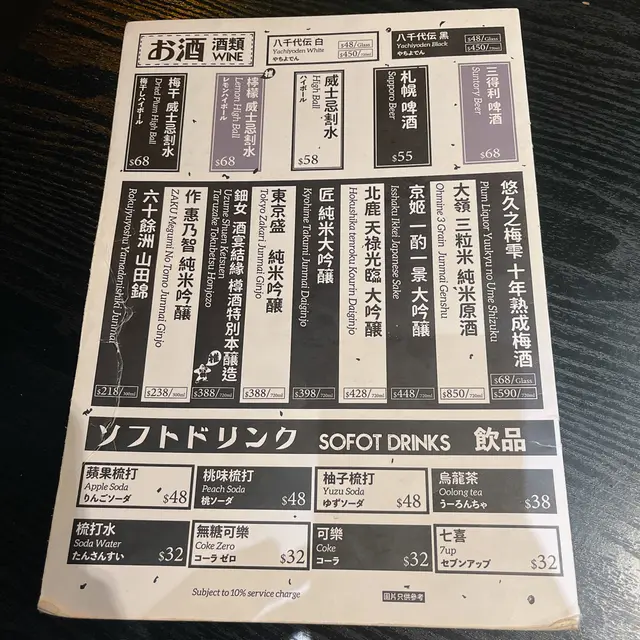 お酒 酒類 WINE
八千代伝 白
Yachiyoden White
やちよでん
$48/Glass
$450/720ml
八千代伝 黒
Yachiyoden Black
やちよでん
$48/Glass
$450/720ml
梅干 威士忌割水
Dried Plum High Ball
梅干しハイボール
$68
檸檬 威士忌割水
Lemon High Ball
レモンハイボール
$68
威士忌割水
High Ball
ハイボール
$58
札幌 啤酒
Sapporo Beer
$55
三得利 啤酒
Suntory Beer
$68
悠久之梅雫 十年熟成梅酒
Plum Liquor Yuukyu no Ume Shizuku
$68/Glass
$590/720ml
大嶺 三粒米 純米原酒
Ohmine 3 Grain Junmai Genshu
$850/720ml
京姬 一酌一景 大吟釀
Isshaku Ikkei Japanese Sake
$448/720ml
北鹿 天祿光臨 大吟釀
Hokushika tenroku Kourin Daiginjo
$428/720ml
匠 純米大吟釀
Kyohime Takumi Junmai Daiginjo
$398/720ml
東京盛 純米吟釀
Tokyo Zakari Junmai Ginjo
$388/720ml
鈿女 酒宴結緣 樽酒特別本釀造
Uzume Shuen Ketsuen
Taruzake Tokubetsu Honjozo
$388/720ml
作 惠乃智 純米吟釀
ZAKU Megumi No Tomo Junmai Ginjo
$238/300ml
六十餘洲 山田錦
Rokujyuyoshu Yamadanishiki Junmai
$218/300ml
ソフトドリンク SOFOT DRINKS 飲品
蘋果梳打
Apple Soda
りんごソーダ
$48
桃味梳打
Peach Soda
桃ソーダ
$48
柚子梳打
Yuzu Soda
ゆずソーダ
$48
烏龍茶
Oolong tea
うーろんちゃ
$38
梳打水
Soda Water
たんさんすい
$32
無糖可樂
Coke Zero
コーラ ゼロ
$32
可樂
Coke
コーラ
$32
七喜
7up
セブンアップ
$32
Subject to 10% service charge
圖片只供參考